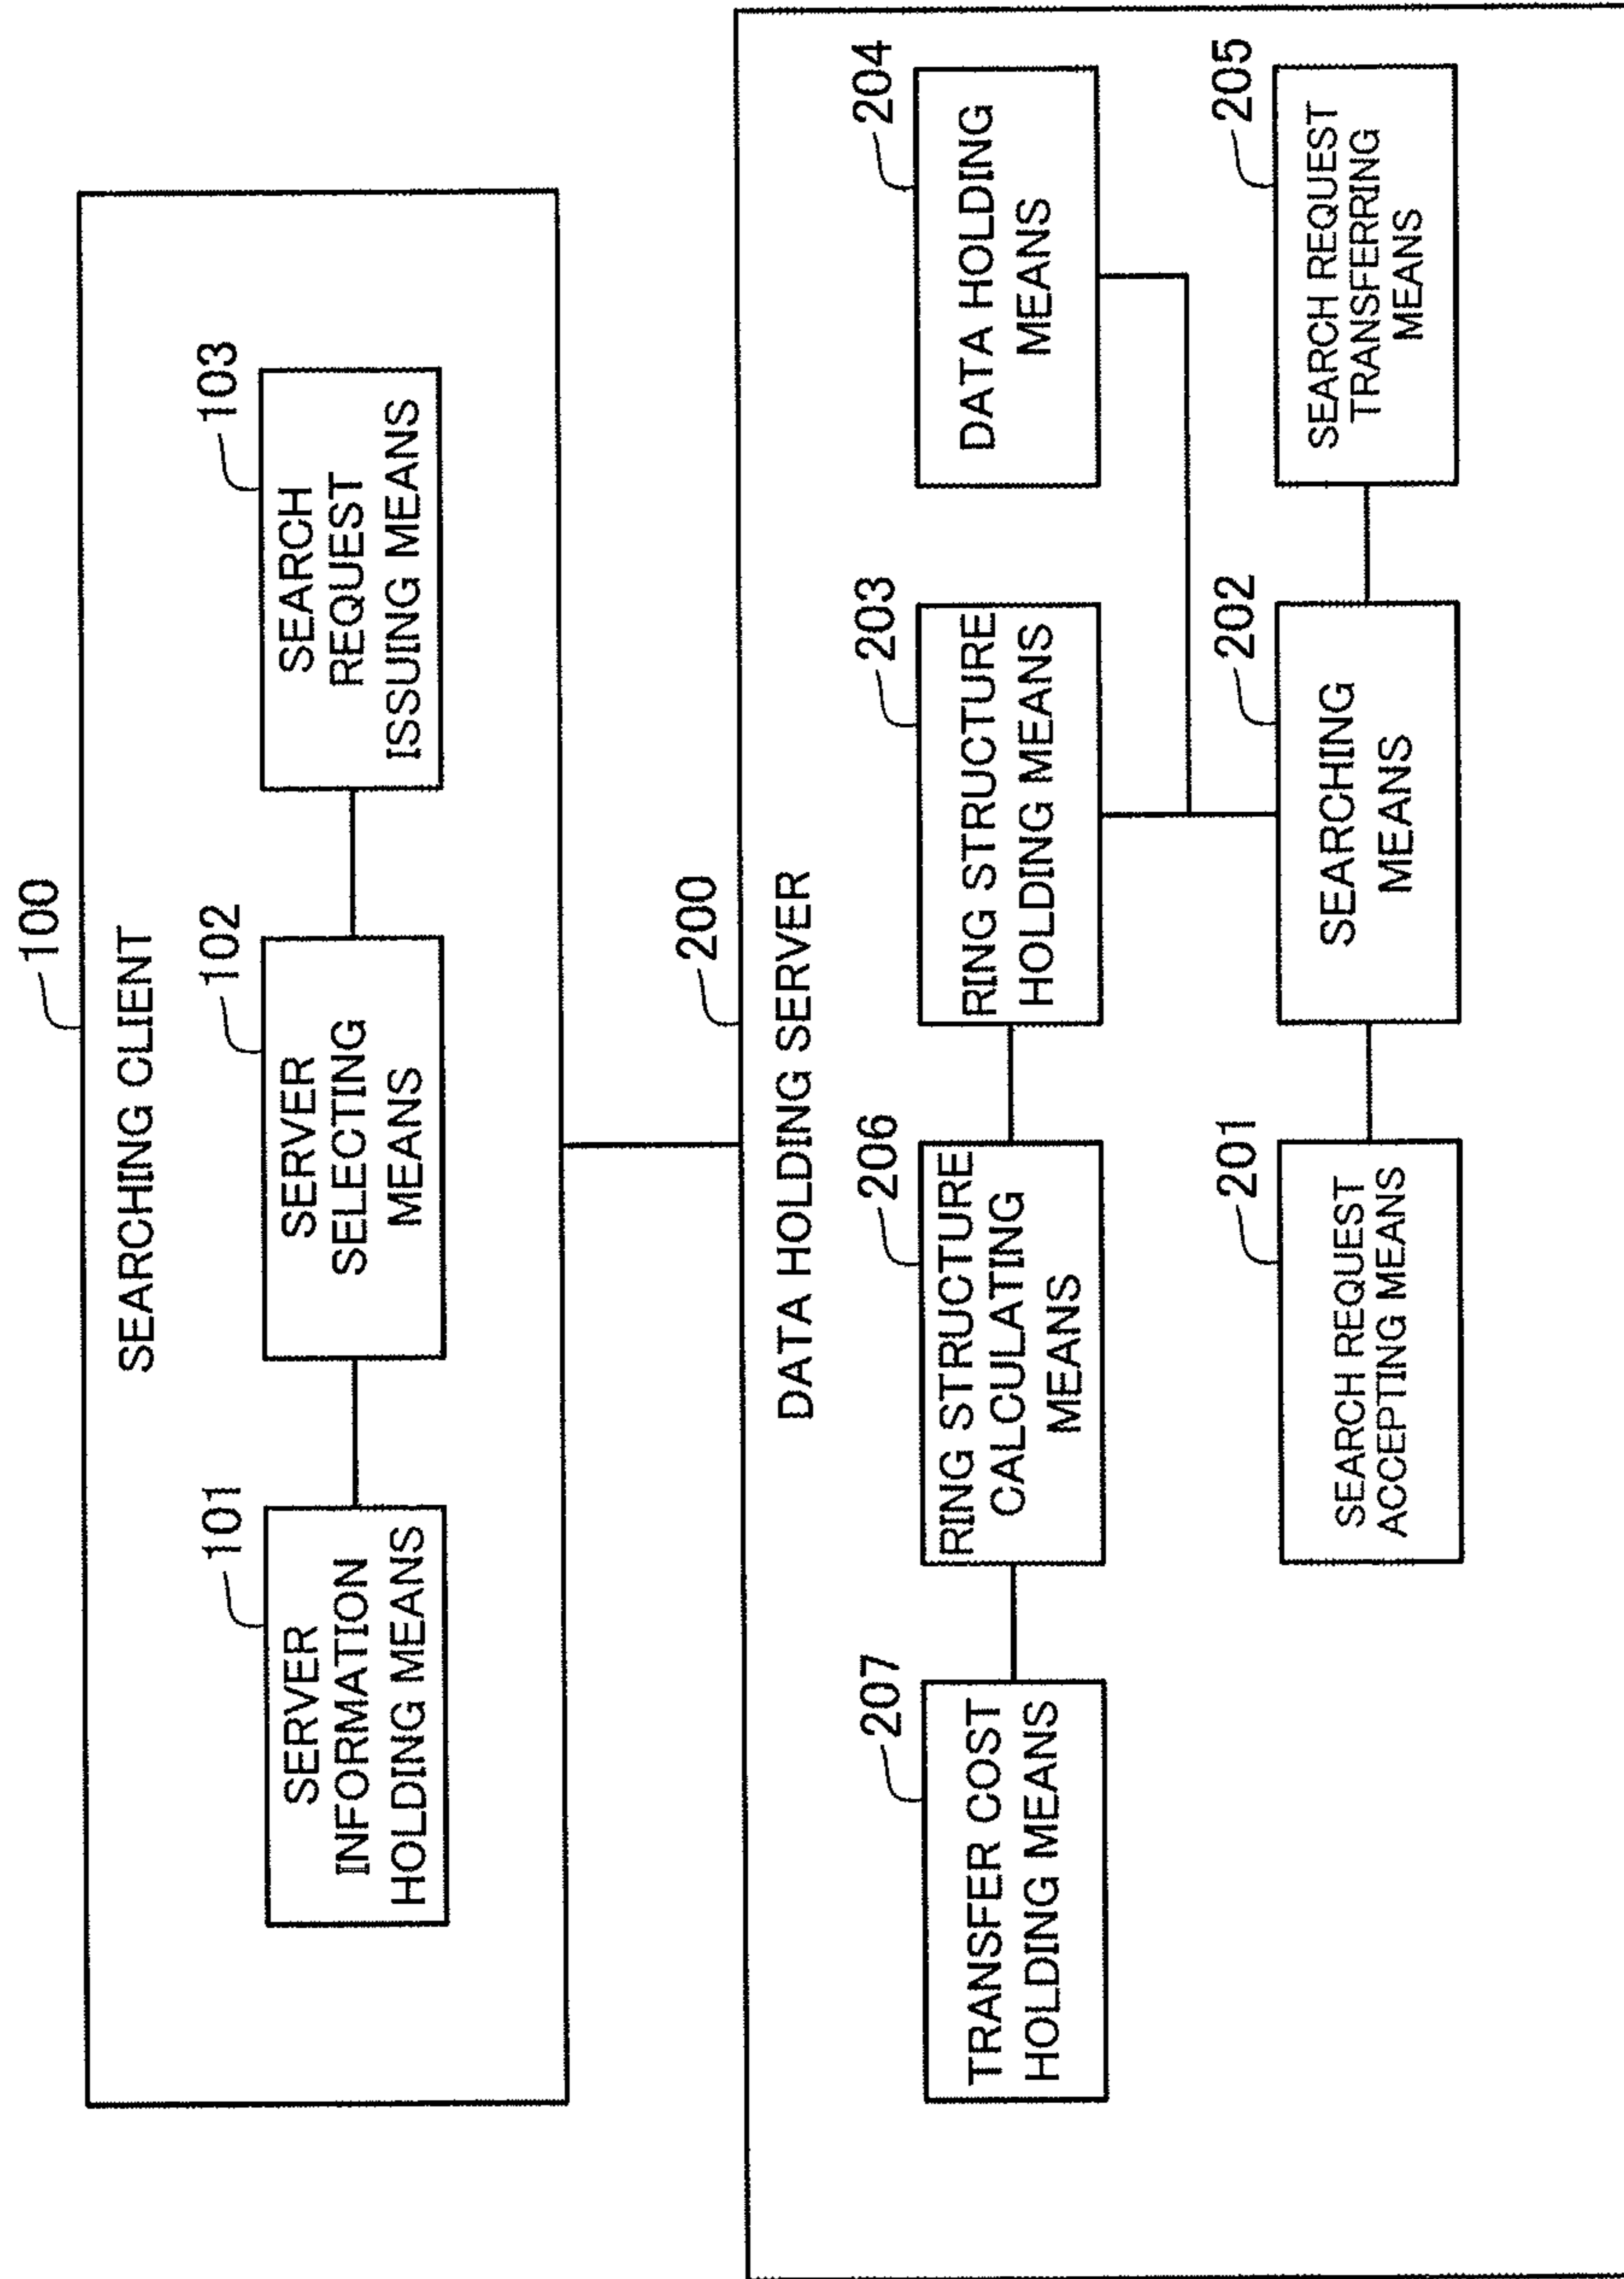 100
SEARCHING CLIENT
101
SERVER
INFORMATION
HOLDING MEANS
102
SERVER
SELECTING
MEANS
103
SEARCH
REQUEST
ISSUING MEANS
200
DATA HOLDING SERVER
207
TRANSFER COST
HOLDING MEANS
206
RING STRUCTURE
CALCULATING
MEANS
203
RING STRUCTURE
HOLDING MEANS
204
DATA HOLDING
MEANS
201
SEARCH REQUEST
ACCEPTING MEANS
202
SEARCHING
MEANS
205
SEARCH REQUEST
TRANSFERRING
MEANS